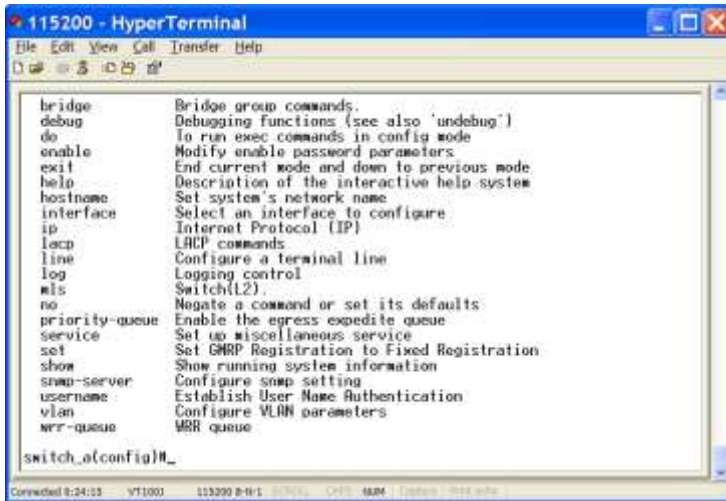 115200 - HyperTerminal
File Edit View Call Transfer Help
bridge Bridge group commands.
debug Debugging functions (see also 'undebug')
do To run exec commands in config mode
enable Modify enable password parameters
exit End current mode and down to previous mode
help Description of the interactive help system
hostname Set system's network name
interface Select an interface to configure
ip Internet Protocol (IP)
lacp LACP commands
line Configure a terminal line
log Logging control
mls Switch(L2).
no Negate a command or set its defaults
priority-queue Enable the egress expedite queue
service Set up miscellaneous service
set Set GMRP Registration to Fixed Registration
show Show running system information
snmp-server Configure snmp setting
username Establish User Name Authentication
vlan Configure VLAN parameters
wrr-queue WRR queue
switch_a(config)#_
Connected 0:24:15 VT100J 115200 8-N-1 SCROLL CAPS NUM Capture Print echo